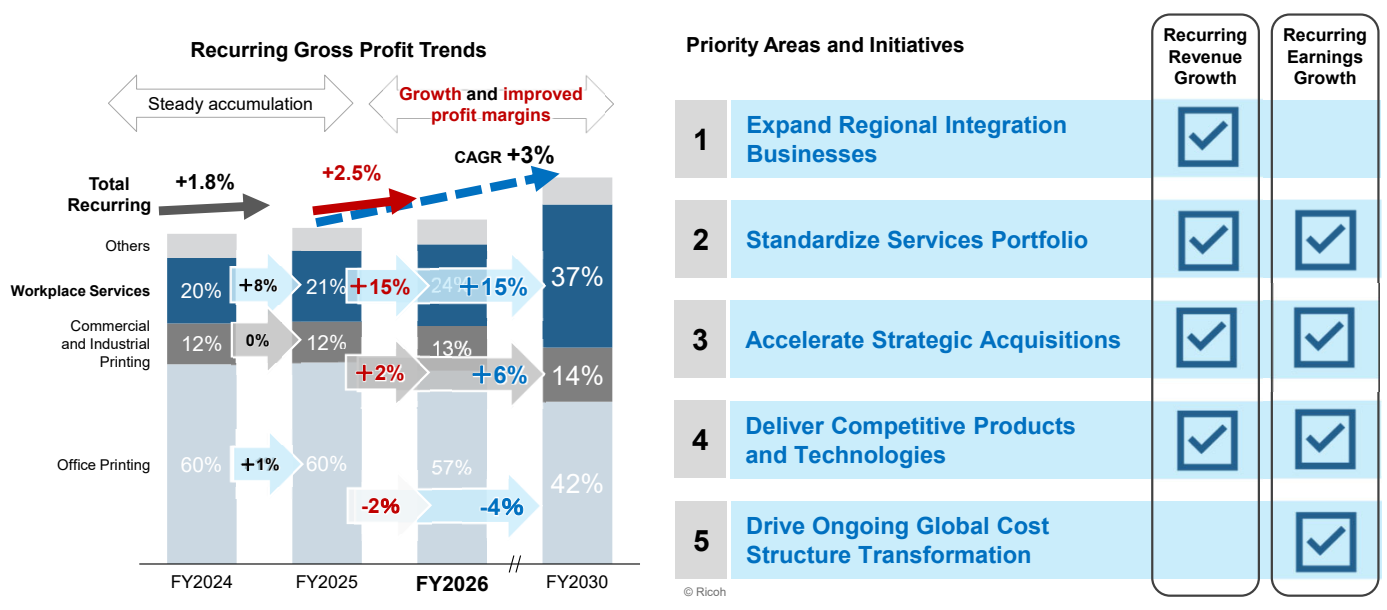 Recurring Gross Profit Trends
Steady accumulation
Growth and improved
profit margins
CAGR +3%
+2.5%
+1.8%
Total
Recurring
Others
Workplace Services
20%
+8%
21%
+15%
24%
+15%
37%
Commercial
and Industrial
Printing
12%
0%
12%
13%
+2%
+6%
14%
Office Printing
60%
+1%
60%
57%
42%
-2%
-4%
FY2024
FY2025
FY2026
FY2030
Priority Areas and Initiatives
Recurring
Revenue
Growth
Recurring
Earnings
Growth
1
Expand Regional Integration
Businesses
2
Standardize Services Portfolio
3
Accelerate Strategic Acquisitions
4
Deliver Competitive Products
and Technologies
5
Drive Ongoing Global Cost
Structure Transformation
© Ricoh